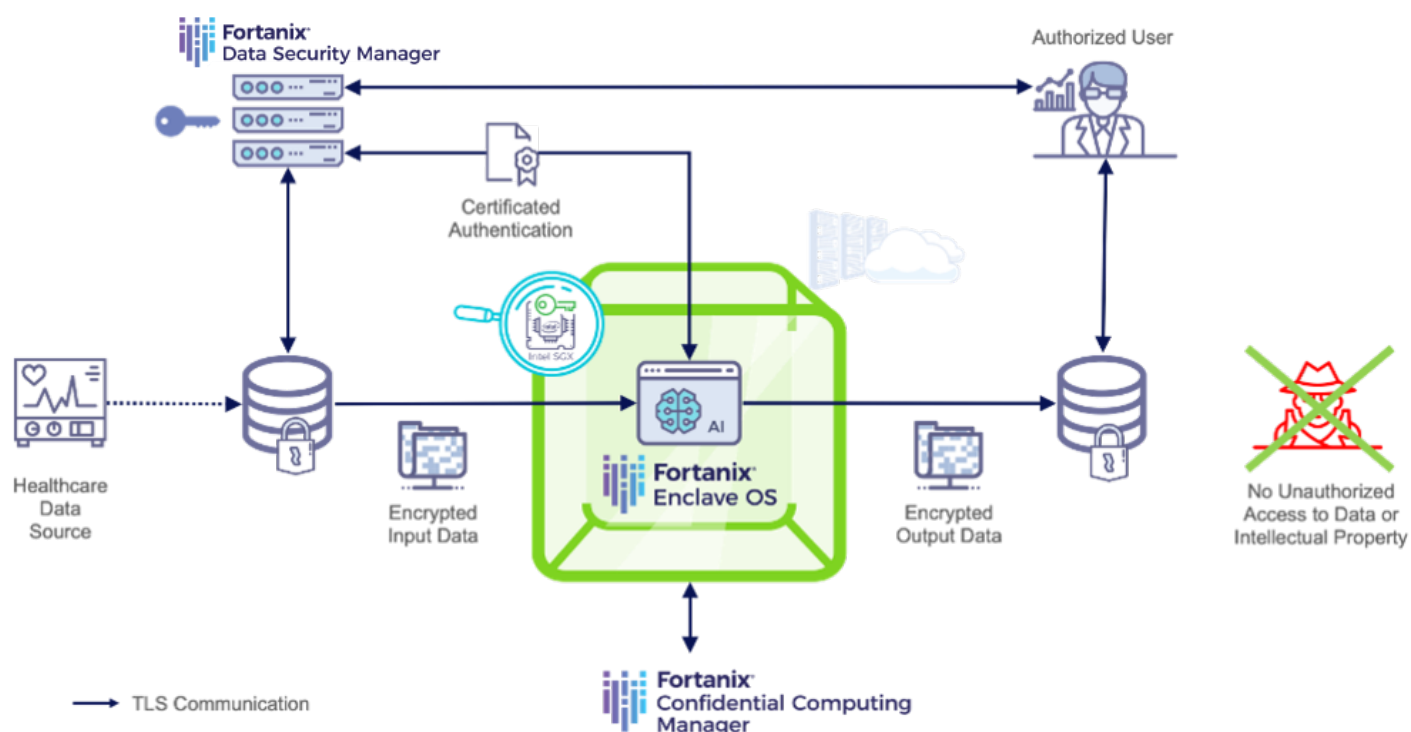 Fortanix
Data Security Manager
Authorized User
Certificated
Authentication
Intel SGX
AI
Healthcare
Data
Source
Encrypted
Input Data
Fortanix
Enclave OS
Encrypted
Output Data
No Unauthorized
Access to Data or
Intellectual Property
TLS Communication
Fortanix
Confidential Computing
Manager